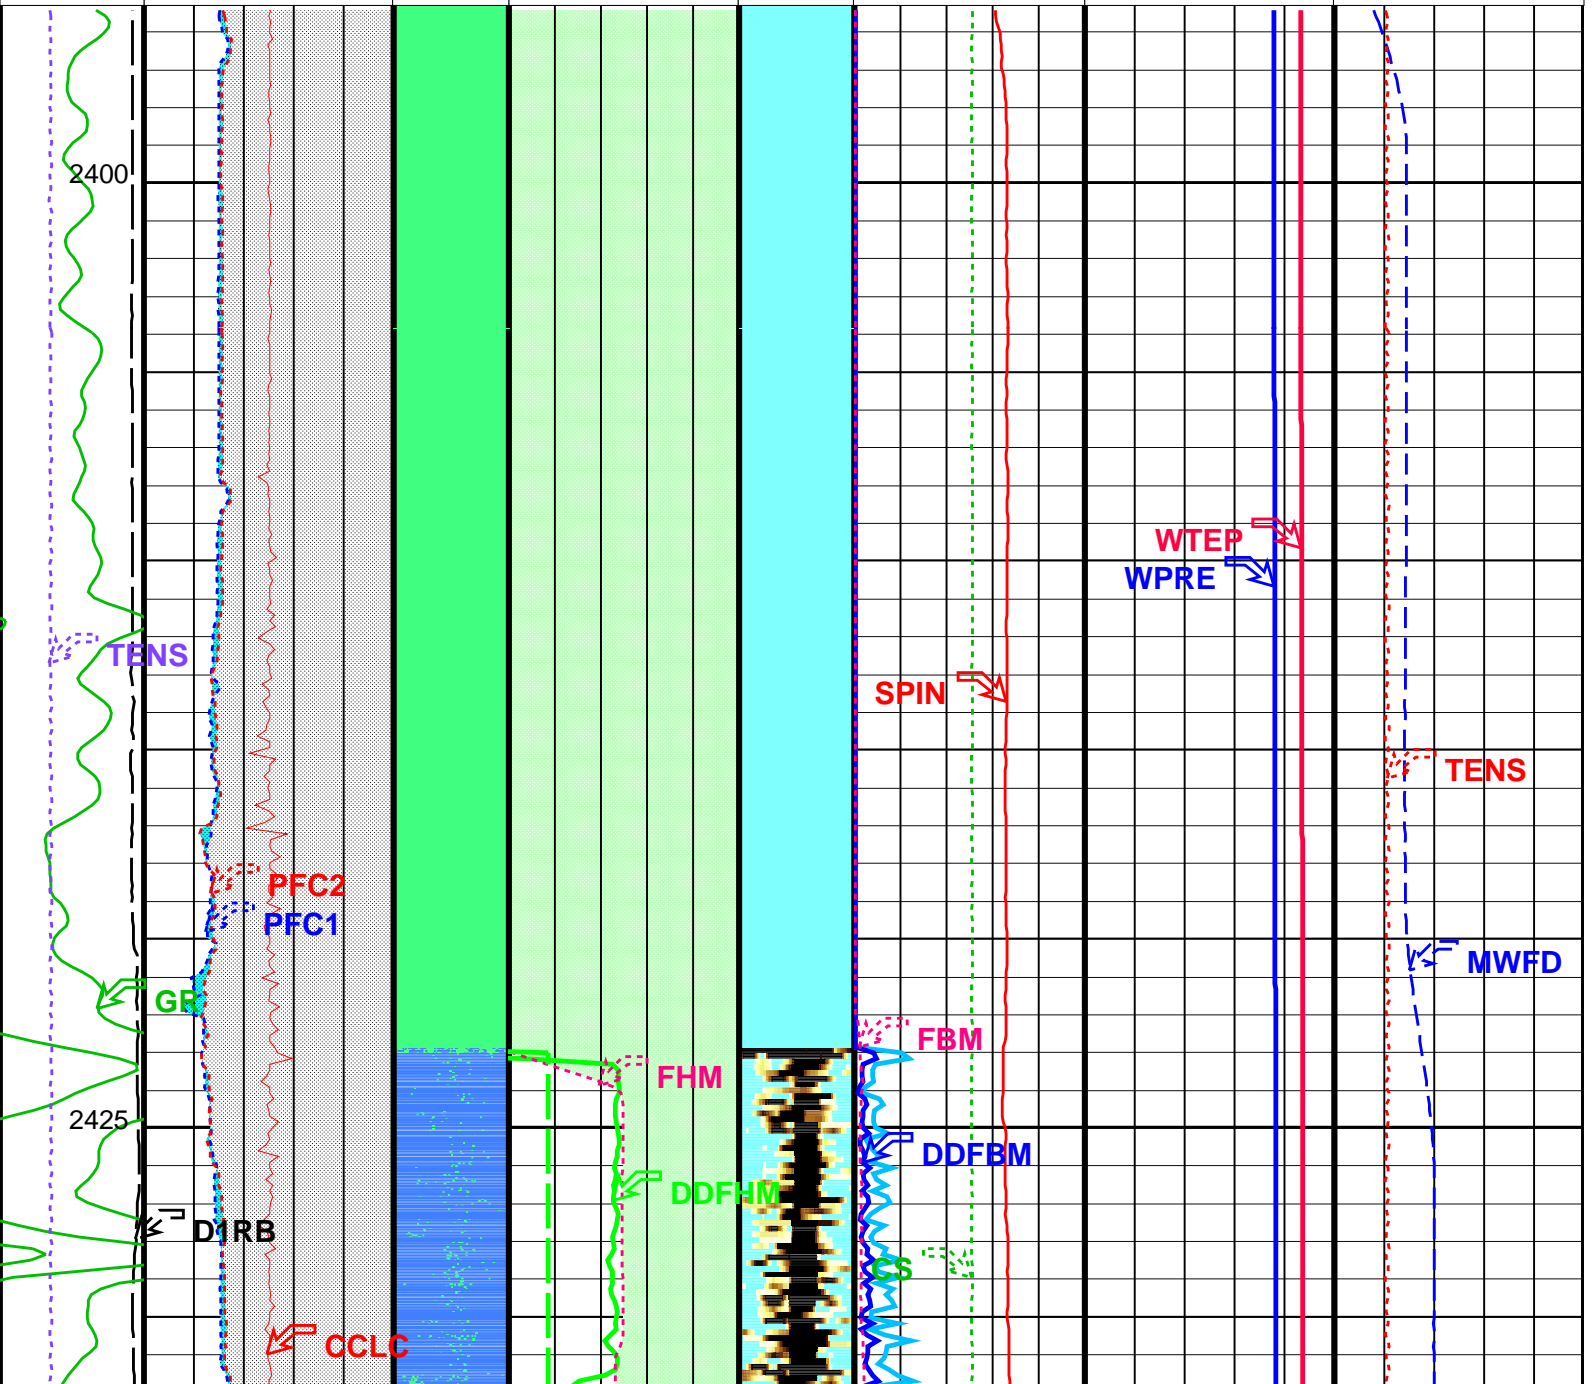 2400
WTEP
WPRE
TENS
SPIN
TENS
PFC2
PFC1
MWFD
GR
FBM
FHM
2425
DDFBM
DDFHM
D1RB
CS
CCLC